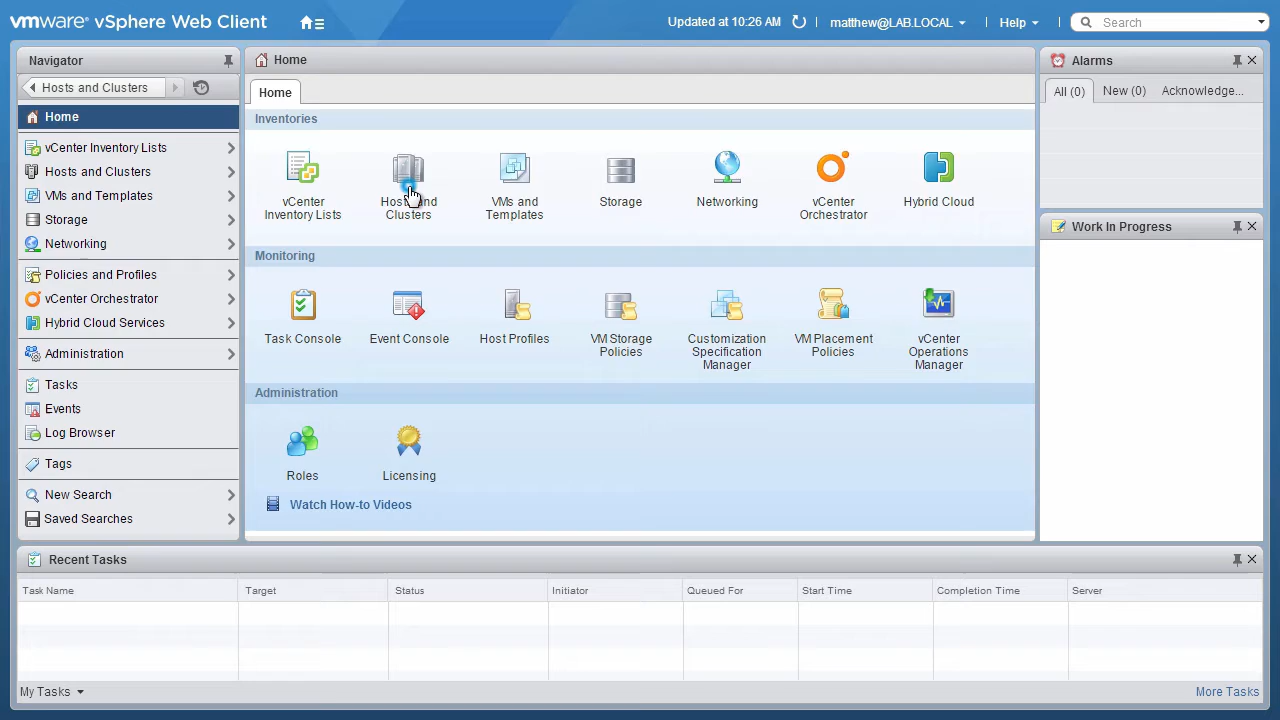 vmware® vSphere Web Client
Updated at 10:26 AM
matthew@LAB.LOCAL
Help
Search
Navigator
Hosts and Clusters
Home
vCenter Inventory Lists
Hosts and Clusters
VMs and Templates
Storage
Networking
Policies and Profiles
vCenter Orchestrator
Hybrid Cloud Services
Administration
Tasks
Events
Log Browser
Tags
New Search
Saved Searches
Home
Home
Inventories
vCenter
Inventory Lists
Hosts and
Clusters
VMs and
Templates
Storage
Networking
vCenter
Orchestrator
Hybrid Cloud
Monitoring
Task Console
Event Console
Host Profiles
VM Storage
Policies
Customization
Specification
Manager
VM Placement
Policies
vCenter
Operations
Manager
Administration
Roles
Licensing
Watch How-to Videos
Alarms
All (0)
New (0)
Acknowledge...
Work In Progress
Recent Tasks
Task Name
Target
Status
Initiator
Queued For
Start Time
Completion Time
Server
My Tasks
More Tasks